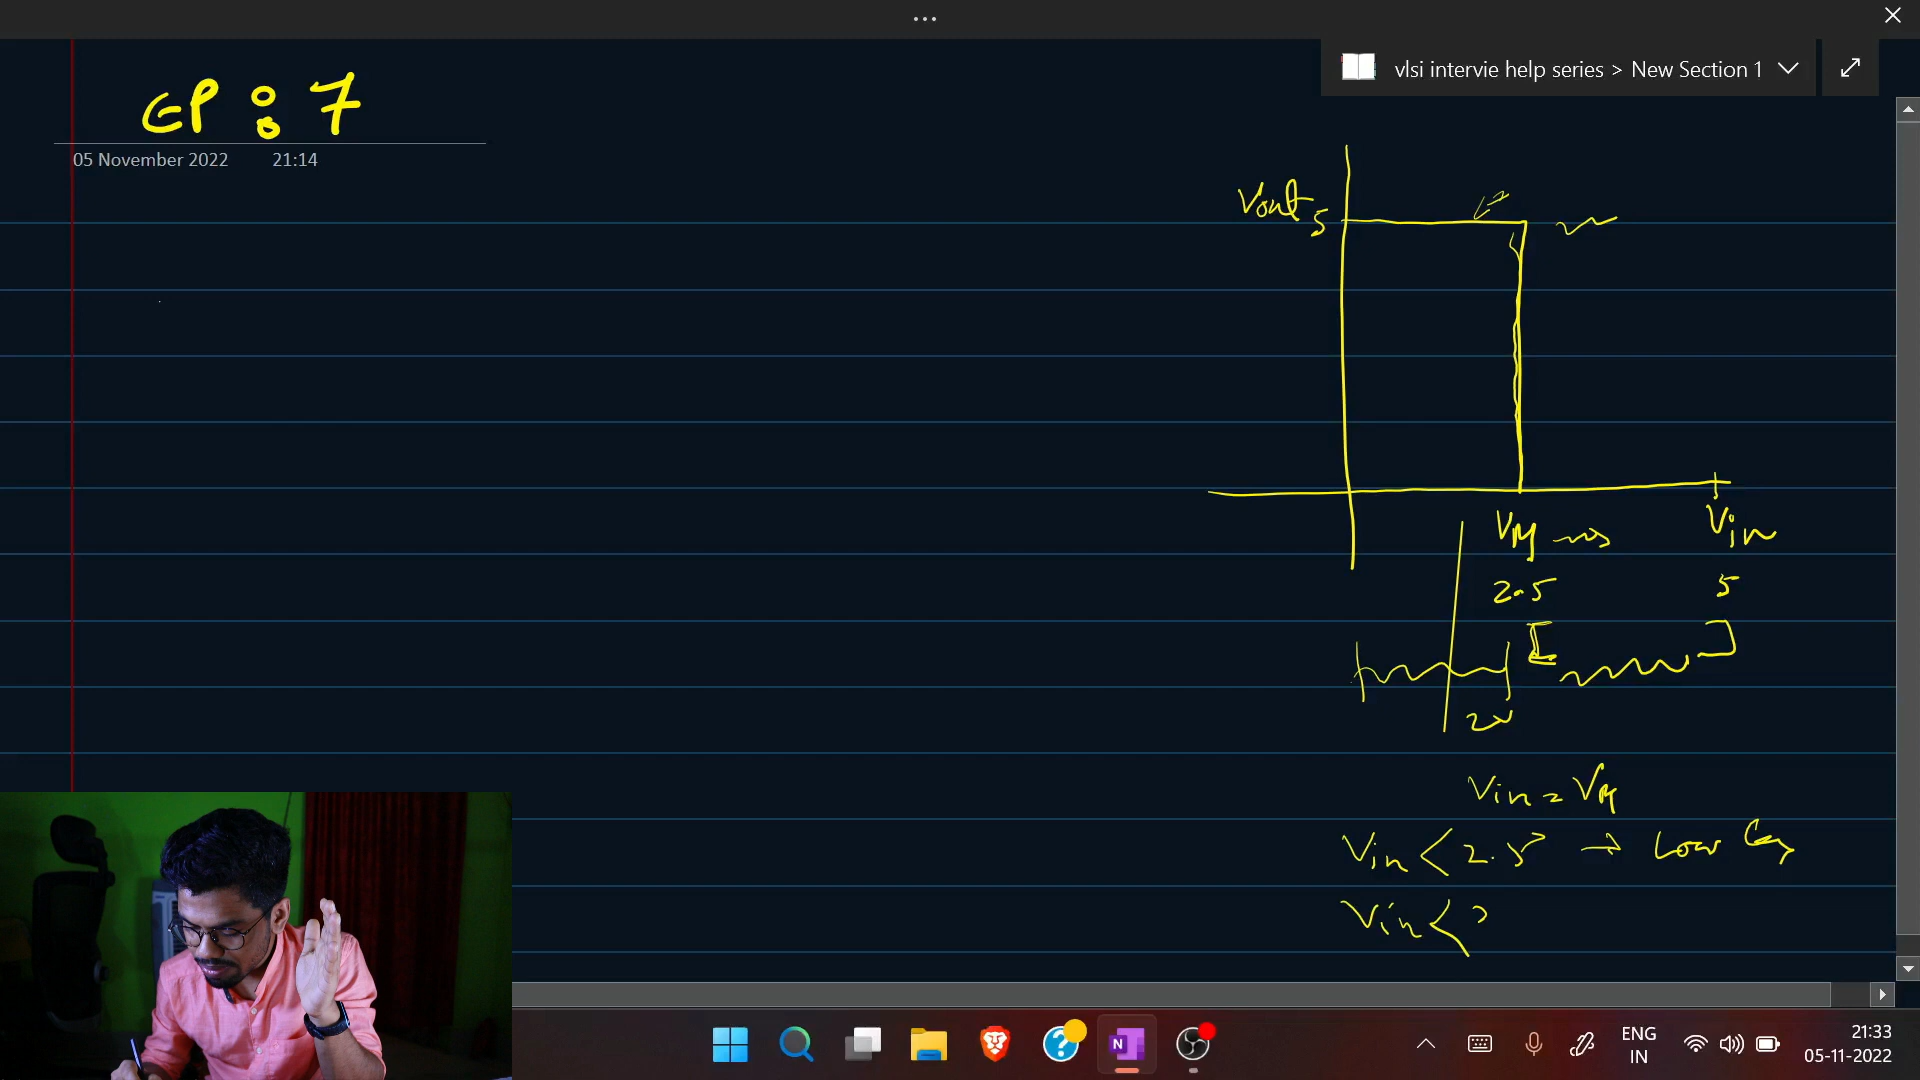 vlsi intervie help series > New Section 1
EP : 7
05 November 2022 21:14
Vout 5
VM Vin
2.5 5
2v
Vin = VM
Vin < 2.5 → Low
Vin <
ENG
IN
21:33
05-11-2022